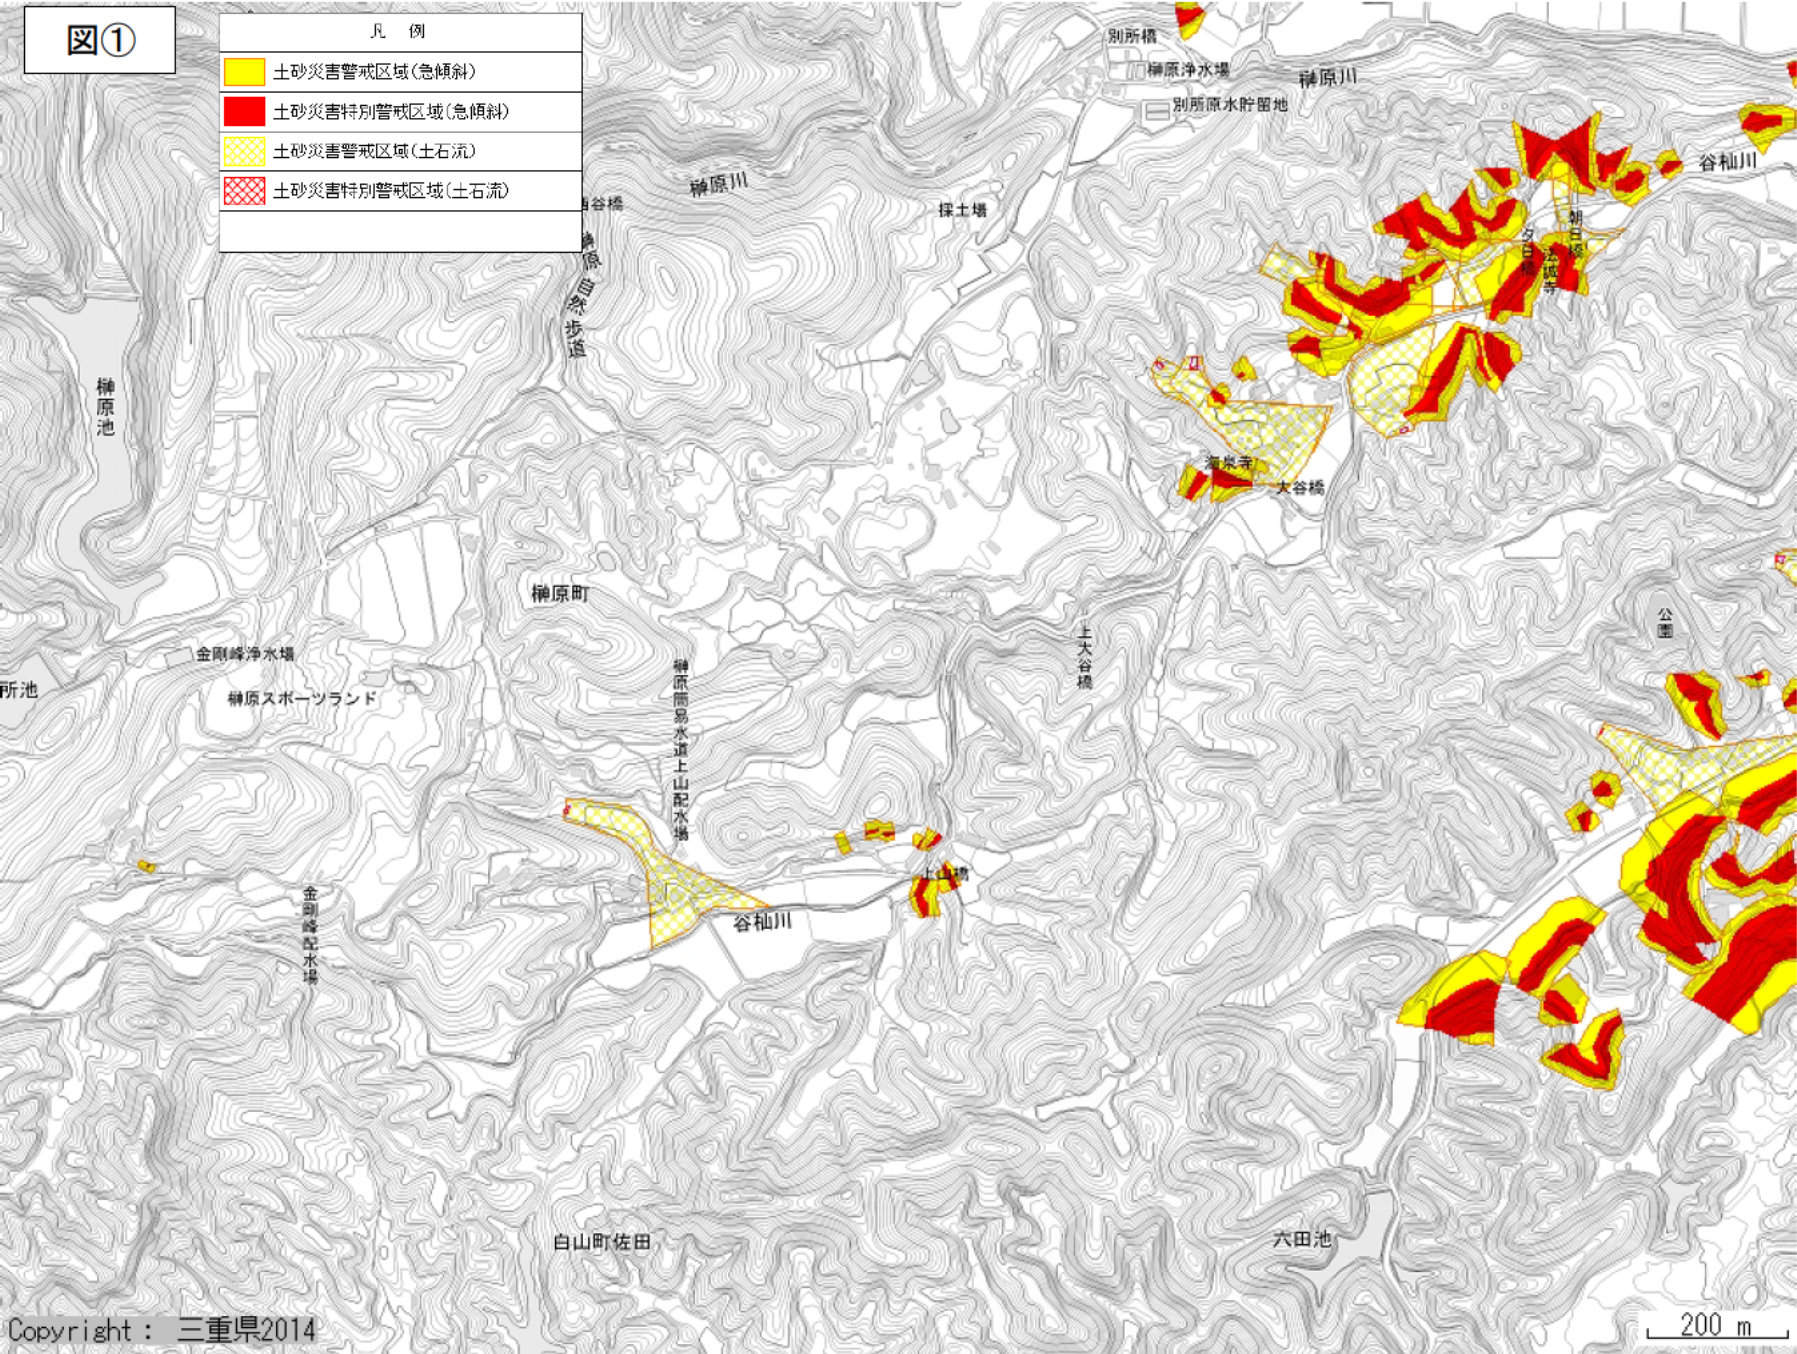 図①
凡 例
土砂災害警戒区域(急傾斜)
土砂災害特別警戒区域(急傾斜)
土砂災害警戒区域(土石流)
土砂災害特別警戒区域(土石流)
別所橋
榊原浄水場
榊原川
別所原水貯留地
谷杣川
榊原川
谷橋
採土場
榊原自然歩道
朝日橋
夕日橋
法誠寺
榊原池
湯泉寺
大谷橋
榊原町
公園
上大谷橋
金剛峰浄水場
所池
榊原スポーツランド
榊原簡易水道上山配水場
上山橋
金剛峰配水場
谷杣川
白山町佐田
六田池
Copyright : 三重県2014
200 m